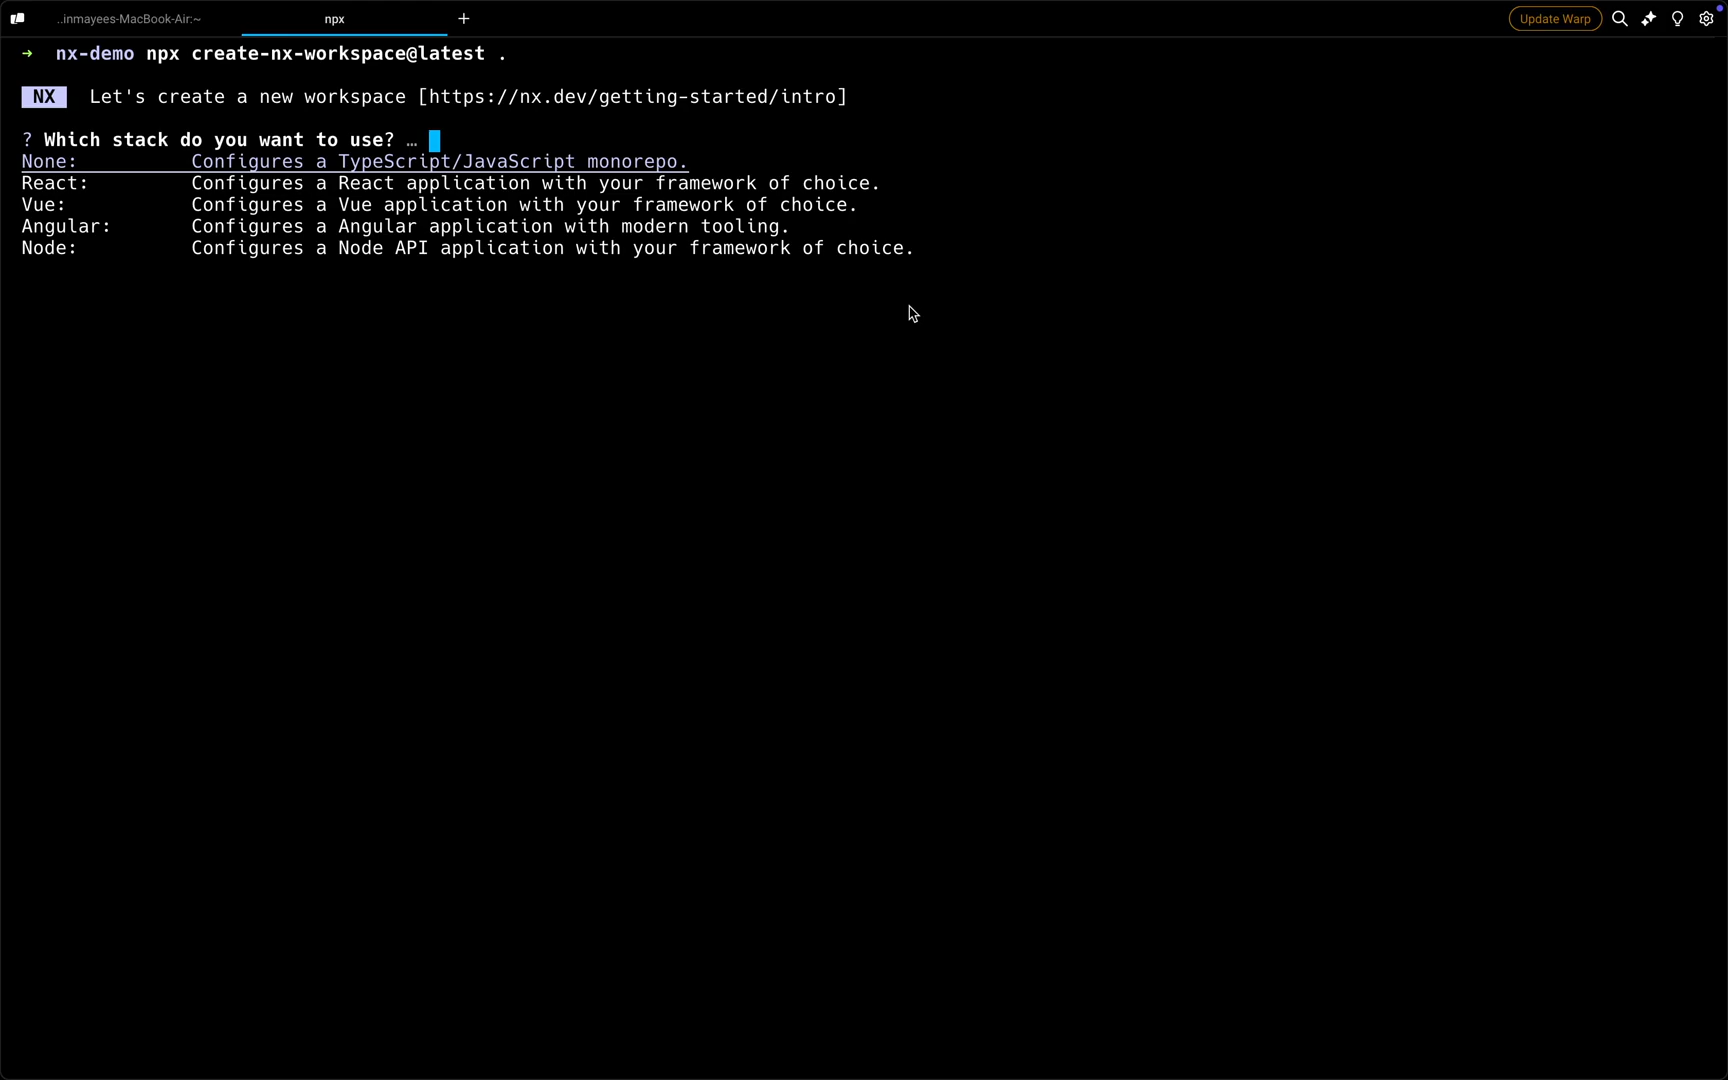 ..inmayees-MacBook-Air:~ npx + Update Warp
→ nx-demo npx create-nx-workspace@latest .
NX Let's create a new workspace [https://nx.dev/getting-started/intro]
? Which stack do you want to use? …
None: Configures a TypeScript/JavaScript monorepo.
React: Configures a React application with your framework of choice.
Vue: Configures a Vue application with your framework of choice.
Angular: Configures a Angular application with modern tooling.
Node: Configures a Node API application with your framework of choice.